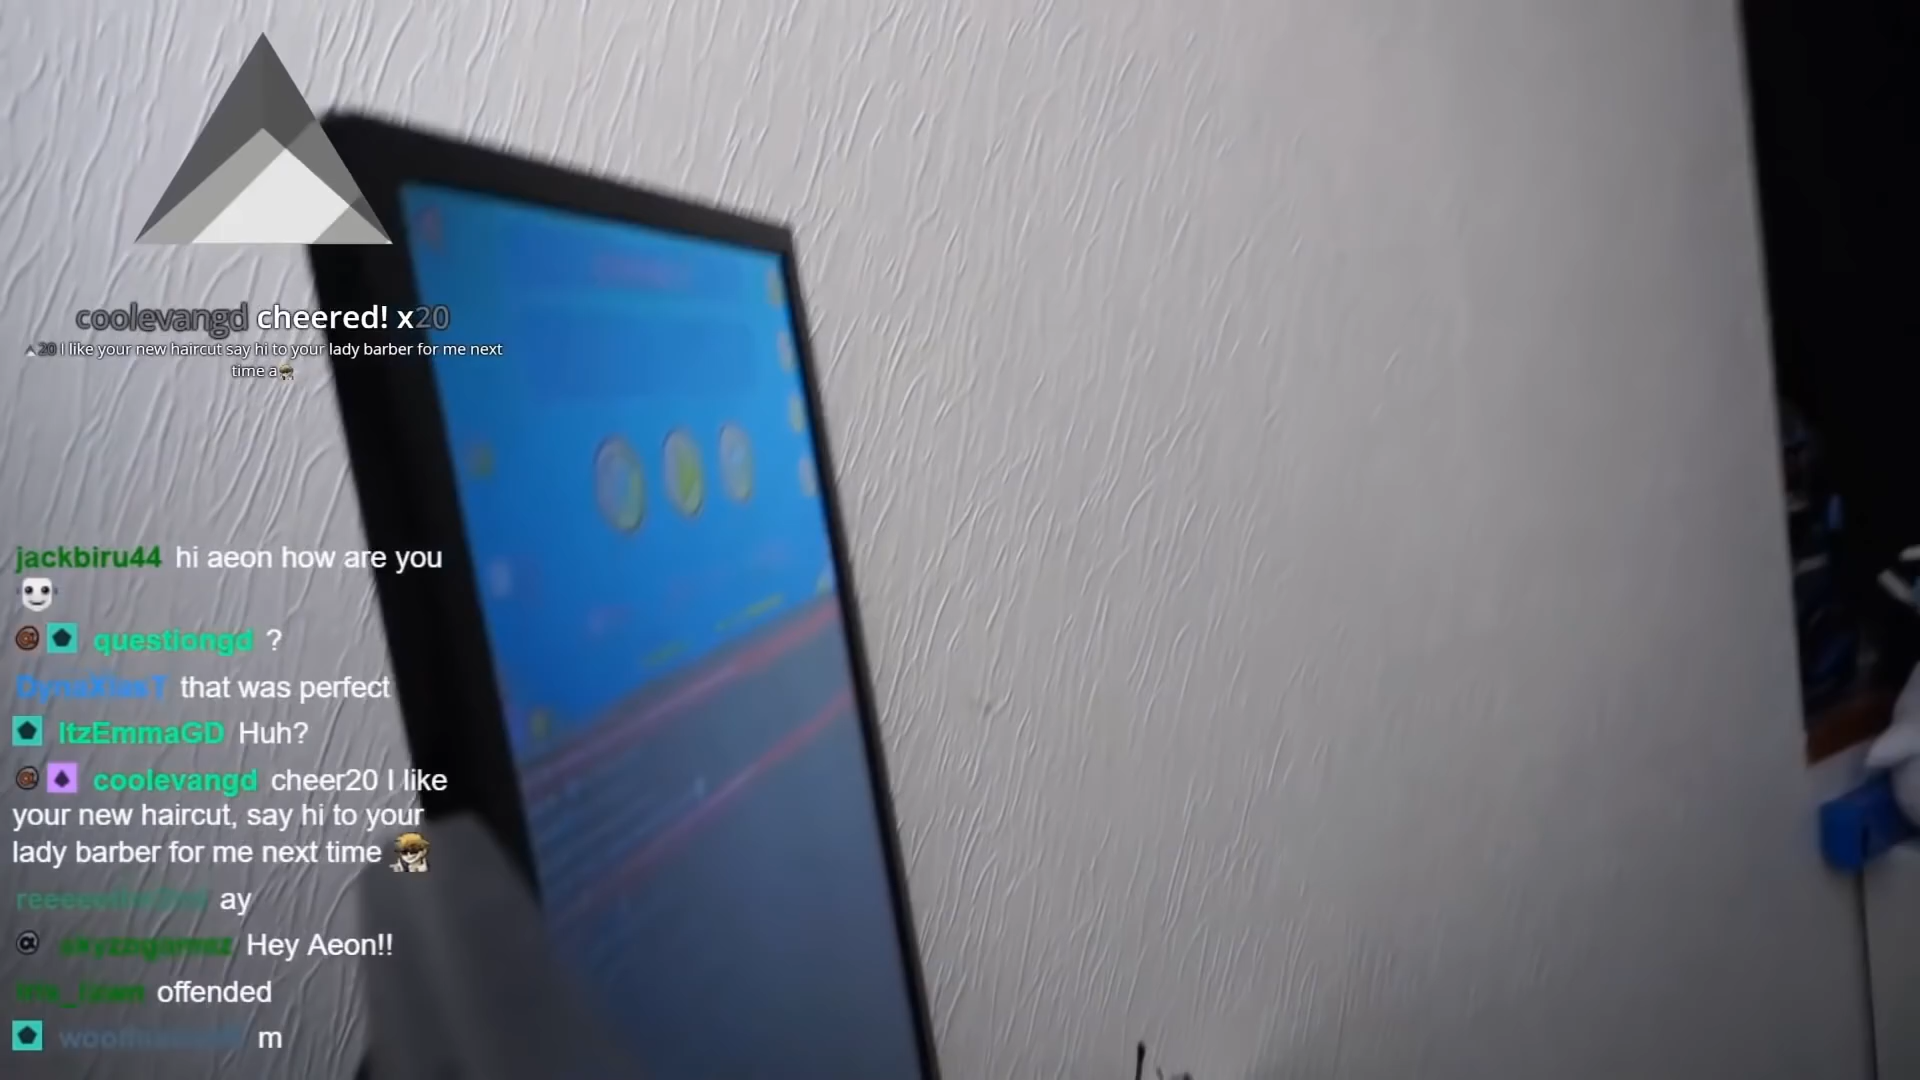 coolevangd cheered! x20
20 I like your new haircut say hi to your lady barber for me next
time a
jackbiru44 hi aeon how are you
questiongd ?
DynaXlasT that was perfect
ItzEmmaGD Huh?
coolevangd cheer20 I like
your new haircut, say hi to your
lady barber for me next time
ay
Hey Aeon!!
offended
m